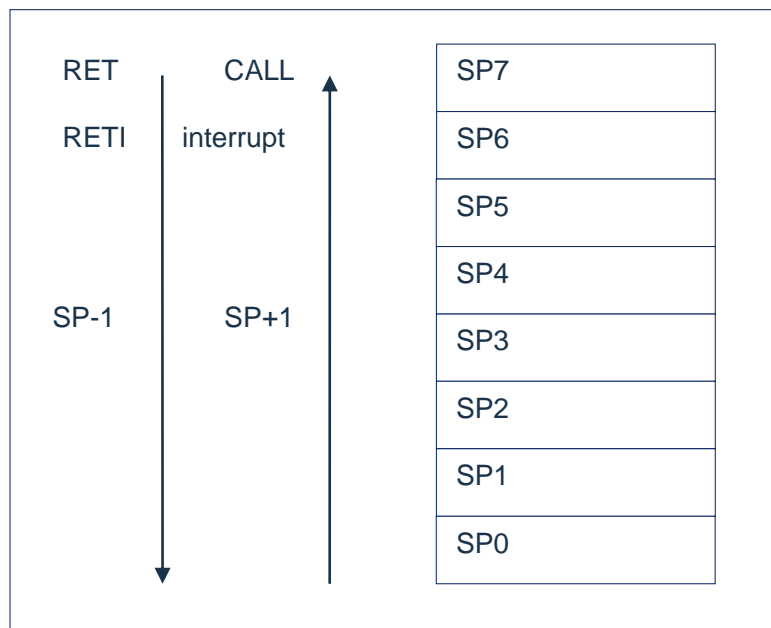 RET CALL SP7
RETI interrupt SP6
SP5
SP4
SP-1 SP+1 SP3
SP2
SP1
SP0